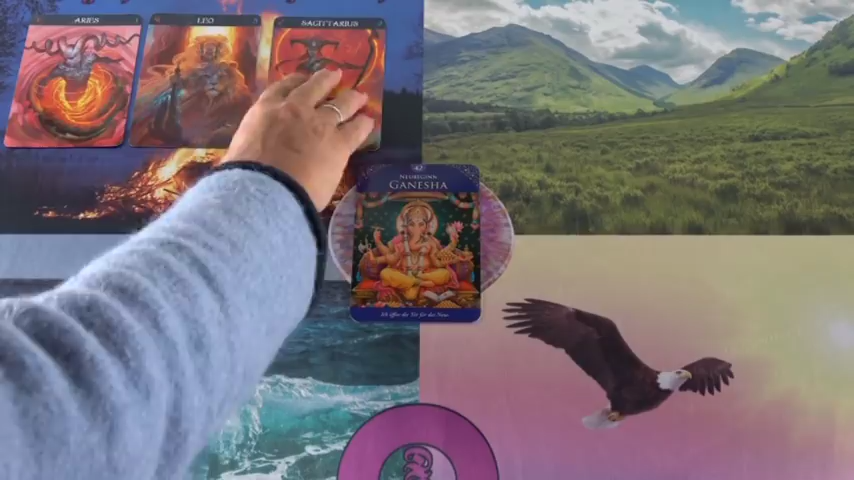 ARIES
LEO
SAGITTARIUS
42
NEUBEGINN
GANESHA
Ich öffne die Tür für das Neue.